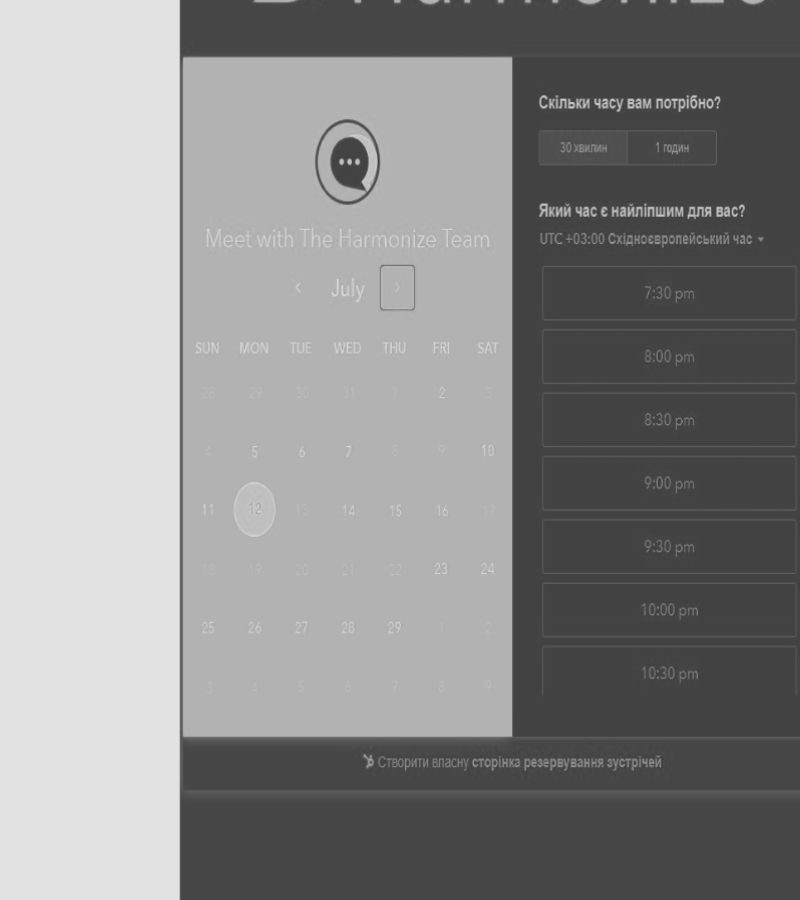 Harmonize
Meet with The Harmonize Team
July
SUN MON TUE WED THU FRI SAT
28 29 30 31 1 2 3
4 5 6 7 8 9 10
11 12 13 14 15 16 17
18 19 20 21 22 23 24
25 26 27 28 29 1 2
3 4 5 6 7 8 9
Скільки часу вам потрібно?
30 хвилин 1 годин
Який час є найліпшим для вас?
UTC +03:00 Східноєвропейський час
7:30 pm
8:00 pm
8:30 pm
9:00 pm
9:30 pm
10:00 pm
10:30 pm
Створити власну сторінка резервування зустрічей